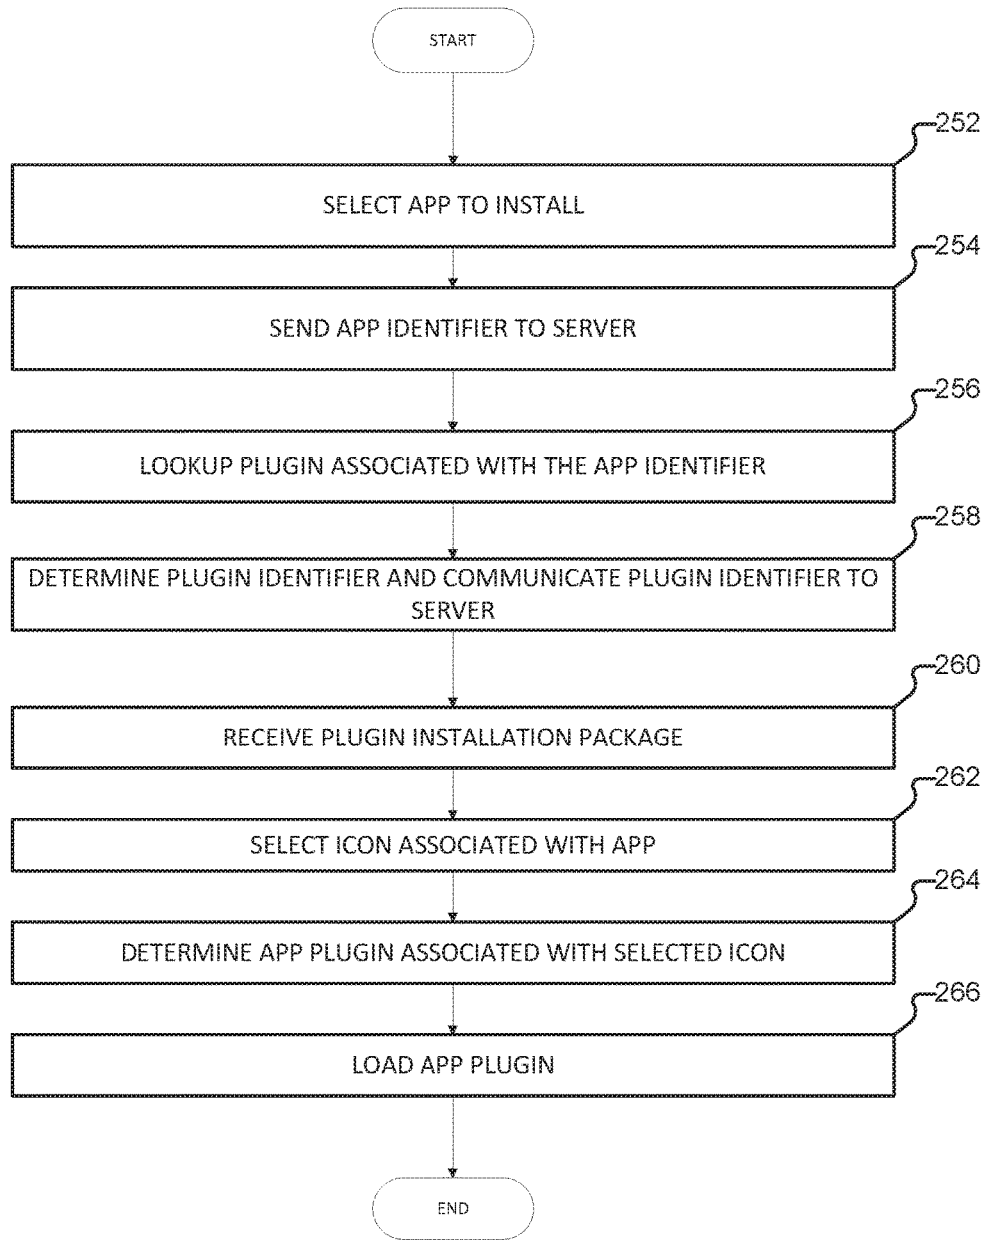 START
252
SELECT APP TO INSTALL
254
SEND APP IDENTIFIER TO SERVER
256
LOOKUP PLUGIN ASSOCIATED WITH THE APP IDENTIFIER
258
DETERMINE PLUGIN IDENTIFIER AND COMMUNICATE PLUGIN IDENTIFIER TO
SERVER
260
RECEIVE PLUGIN INSTALLATION PACKAGE
262
SELECT ICON ASSOCIATED WITH APP
264
DETERMINE APP PLUGIN ASSOCIATED WITH SELECTED ICON
266
LOAD APP PLUGIN
END